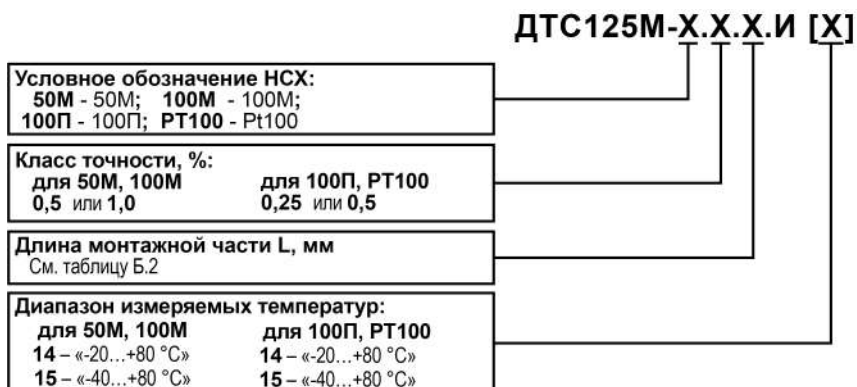 ДТС125М-Х.Х.Х.И [Х]
Условное обозначение НСХ:
50М - 50М; 100М - 100М;
100П - 100П; РТ100 - Pt100
Класс точности, %:
для 50М, 100М для 100П, РТ100
0,5 или 1,0 0,25 или 0,5
Длина монтажной части L, мм
См. таблицу Б.2
Диапазон измеряемых температур:
для 50М, 100М для 100П, РТ100
14 – «-20...+80 °С» 14 – «-20...+80 °С»
15 – «-40...+80 °С» 15 – «-40...+80 °С»